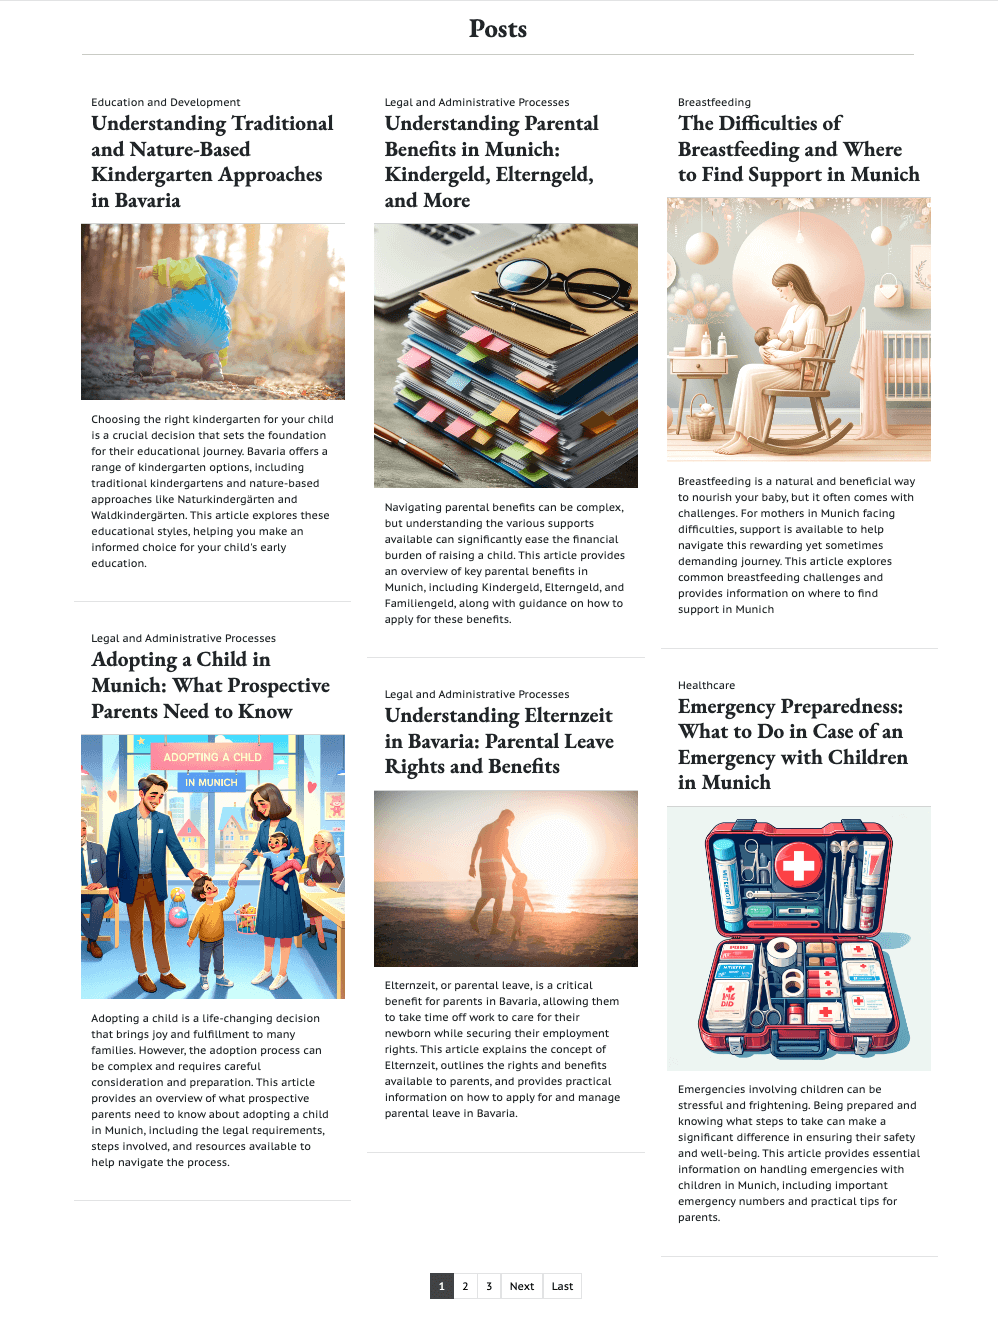 Posts
Education and Development
Understanding Traditional
and Nature-Based
Kindergarten Approaches
in Bavaria
Choosing the right kindergarten for your child
is a crucial decision that sets the foundation
for their educational journey. Bavaria offers a
range of kindergarten options, including
traditional kindergartens and nature-based
approaches like Naturkindergärten and
Waldkindergärten. This article explores these
educational styles, helping you make an
informed choice for your child's early
education.
Legal and Administrative Processes
Adopting a Child in
Munich: What Prospective
Parents Need to Know
ADOPTING A CHLD
IN MUNICH
Adopting a child is a life-changing decision
that brings joy and fulfillment to many
families. However, the adoption process can
be complex and requires careful
consideration and preparation. This article
provides an overview of what prospective
parents need to know about adopting a child
in Munich, including the legal requirements,
steps involved, and resources available to
help navigate the process.
Legal and Administrative Processes
Understanding Parental
Benefits in Munich:
Kindergeld, Elterngeld,
and More
Navigating parental benefits can be complex,
but understanding the various supports
available can significantly ease the financial
burden of raising a child. This article provides
an overview of key parental benefits in
Munich, including Kindergeld, Elterngeld, and
Familiengeld, along with guidance on how to
apply for these benefits.
Legal and Administrative Processes
Understanding Elternzeit
in Bavaria: Parental Leave
Rights and Benefits
Elternzeit, or parental leave, is a critical
benefit for parents in Bavaria, allowing them
to take time off work to care for their
newborn while securing their employment
rights. This article explains the concept of
Elternzeit, outlines the rights and benefits
available to parents, and provides practical
information on how to apply for and manage
parental leave in Bavaria.
Breastfeeding
The Difficulties of
Breastfeeding and Where
to Find Support in Munich
Breastfeeding is a natural and beneficial way
to nourish your baby, but it often comes with
challenges. For mothers in Munich facing
difficulties, support is available to help
navigate this rewarding yet sometimes
demanding journey. This article explores
common breastfeeding challenges and
provides information on where to find
support in Munich
Healthcare
Emergency Preparedness:
What to Do in Case of an
Emergency with Children
in Munich
Emergencies involving children can be
stressful and frightening. Being prepared and
knowing what steps to take can make a
significant difference in ensuring their safety
and well-being. This article provides essential
information on handling emergencies with
children in Munich, including important
emergency numbers and practical tips for
parents.
1 2 3 Next Last